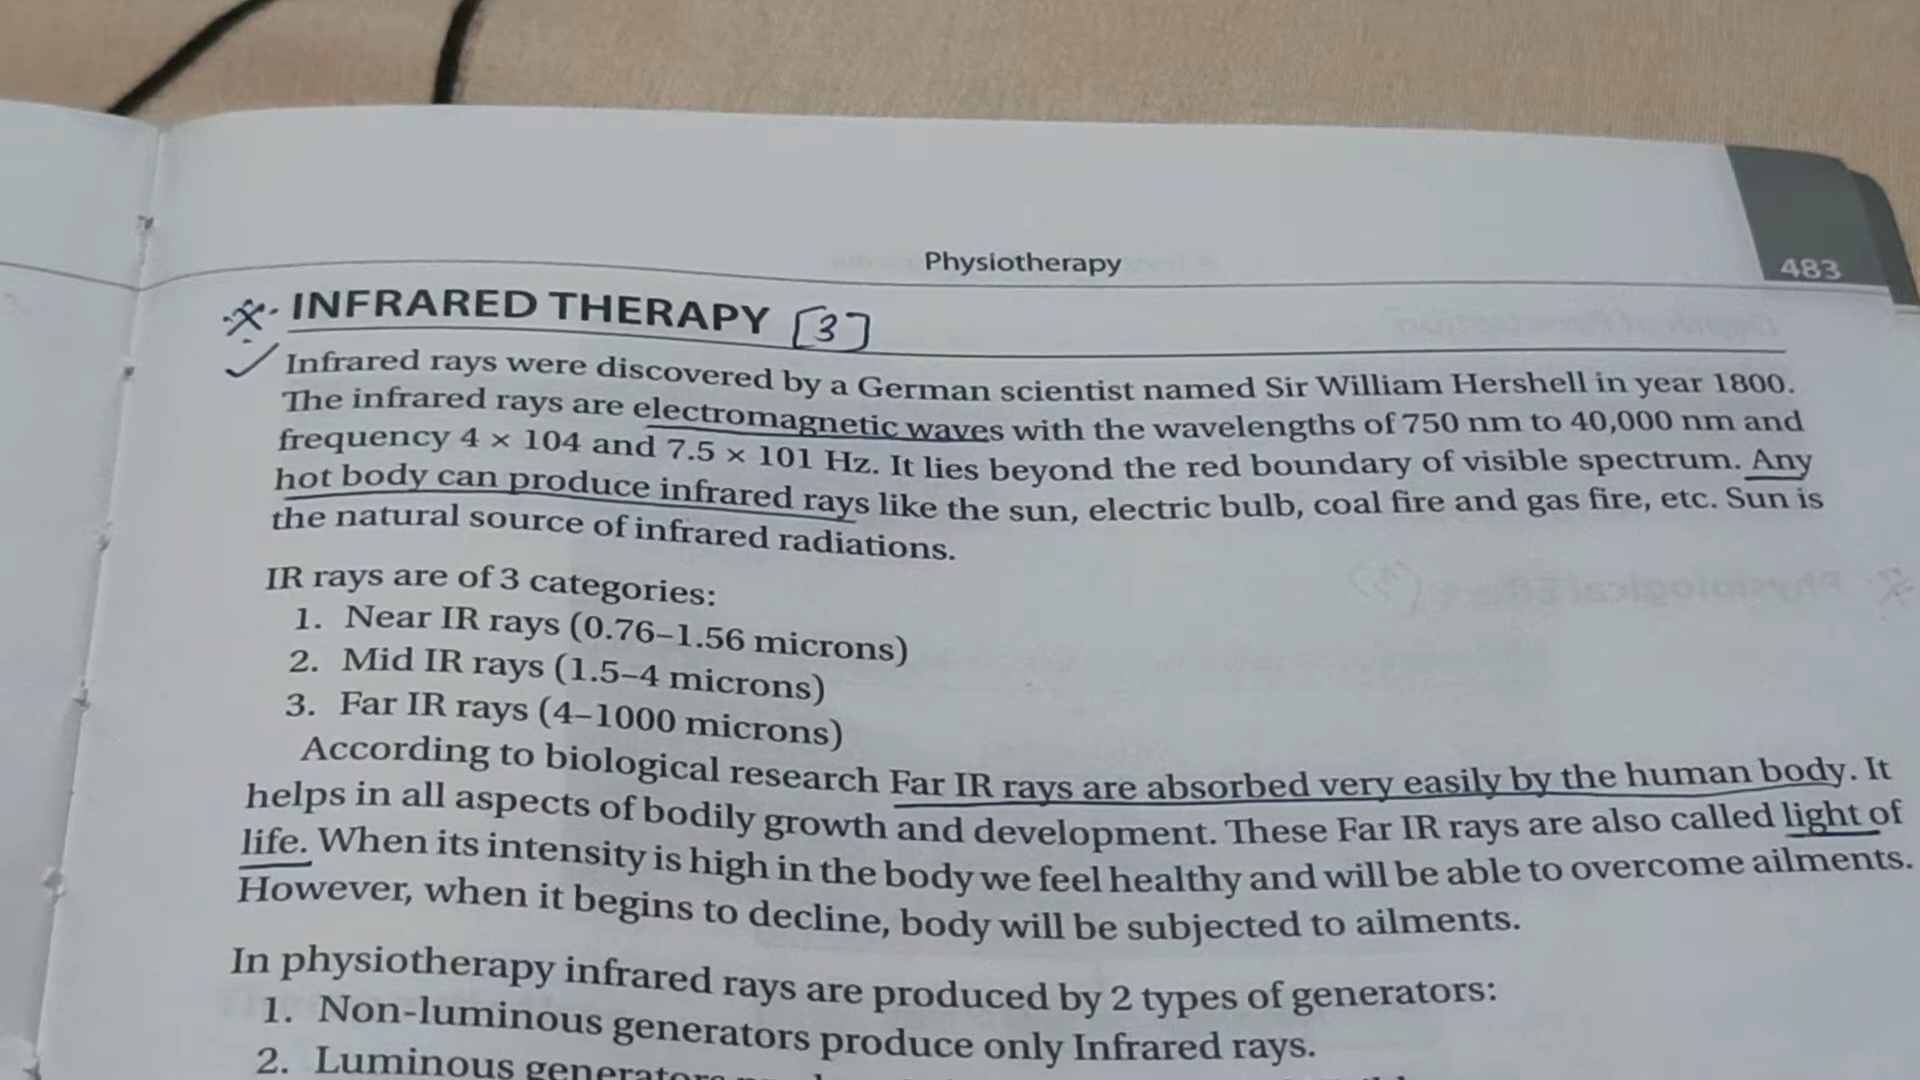 Physiotherapy
483
INFRARED THERAPY [3]
Infrared rays were discovered by a German scientist named Sir William Hershell in year 1800.
The infrared rays are electromagnetic waves with the wavelengths of 750 nm to 40,000 nm and
frequency 4 × 104 and 7.5 × 101 Hz. It lies beyond the red boundary of visible spectrum. Any
hot body can produce infrared rays like the sun, electric bulb, coal fire and gas fire, etc. Sun is
the natural source of infrared radiations.
IR rays are of 3 categories:
1. Near IR rays (0.76–1.56 microns)
2. Mid IR rays (1.5–4 microns)
3. Far IR rays (4–1000 microns)
According to biological research Far IR rays are absorbed very easily by the human body. It
helps in all aspects of bodily growth and development. These Far IR rays are also called light of
life. When its intensity is high in the body we feel healthy and will be able to overcome ailments.
However, when it begins to decline, body will be subjected to ailments.
In physiotherapy infrared rays are produced by 2 types of generators:
1. Non-luminous generators produce only Infrared rays.
2. Luminous generators